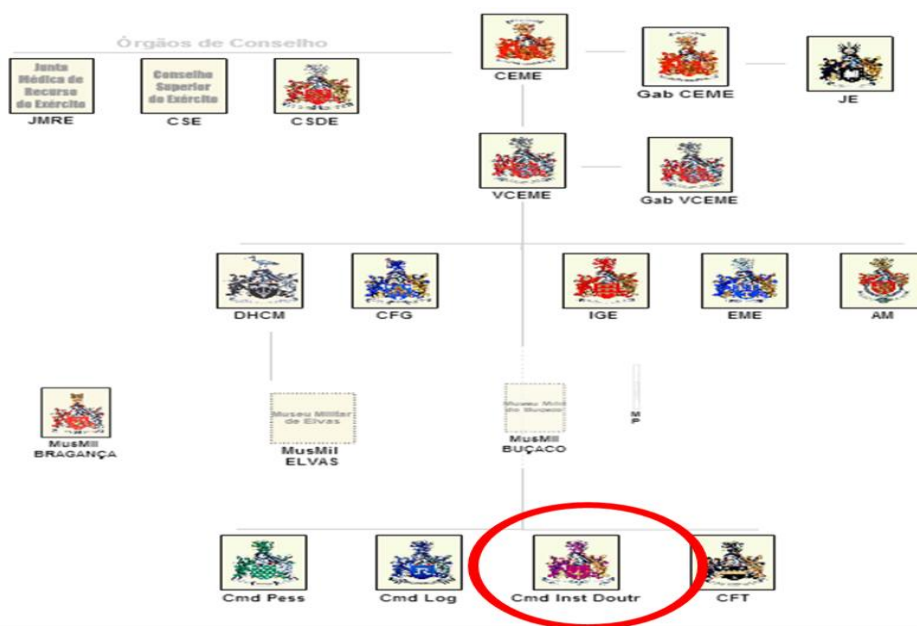 Órgãos de Conselho
Junta
Médica de
Recurso
do Exército
JMRE
Conselho
Superior
do Exército
CSE
CSDE
CEME
Gab CEME
JE
VCEME
Gab VCEME
DHCM
CFG
IGE
EME
AM
MusMil
BRAGANÇA
Museu Militar
de Elvas
MusMil
ELVAS
MusMil
BUÇACO
M
P
Cmd Pess
Cmd Log
Cmd Inst Doutr
CFT